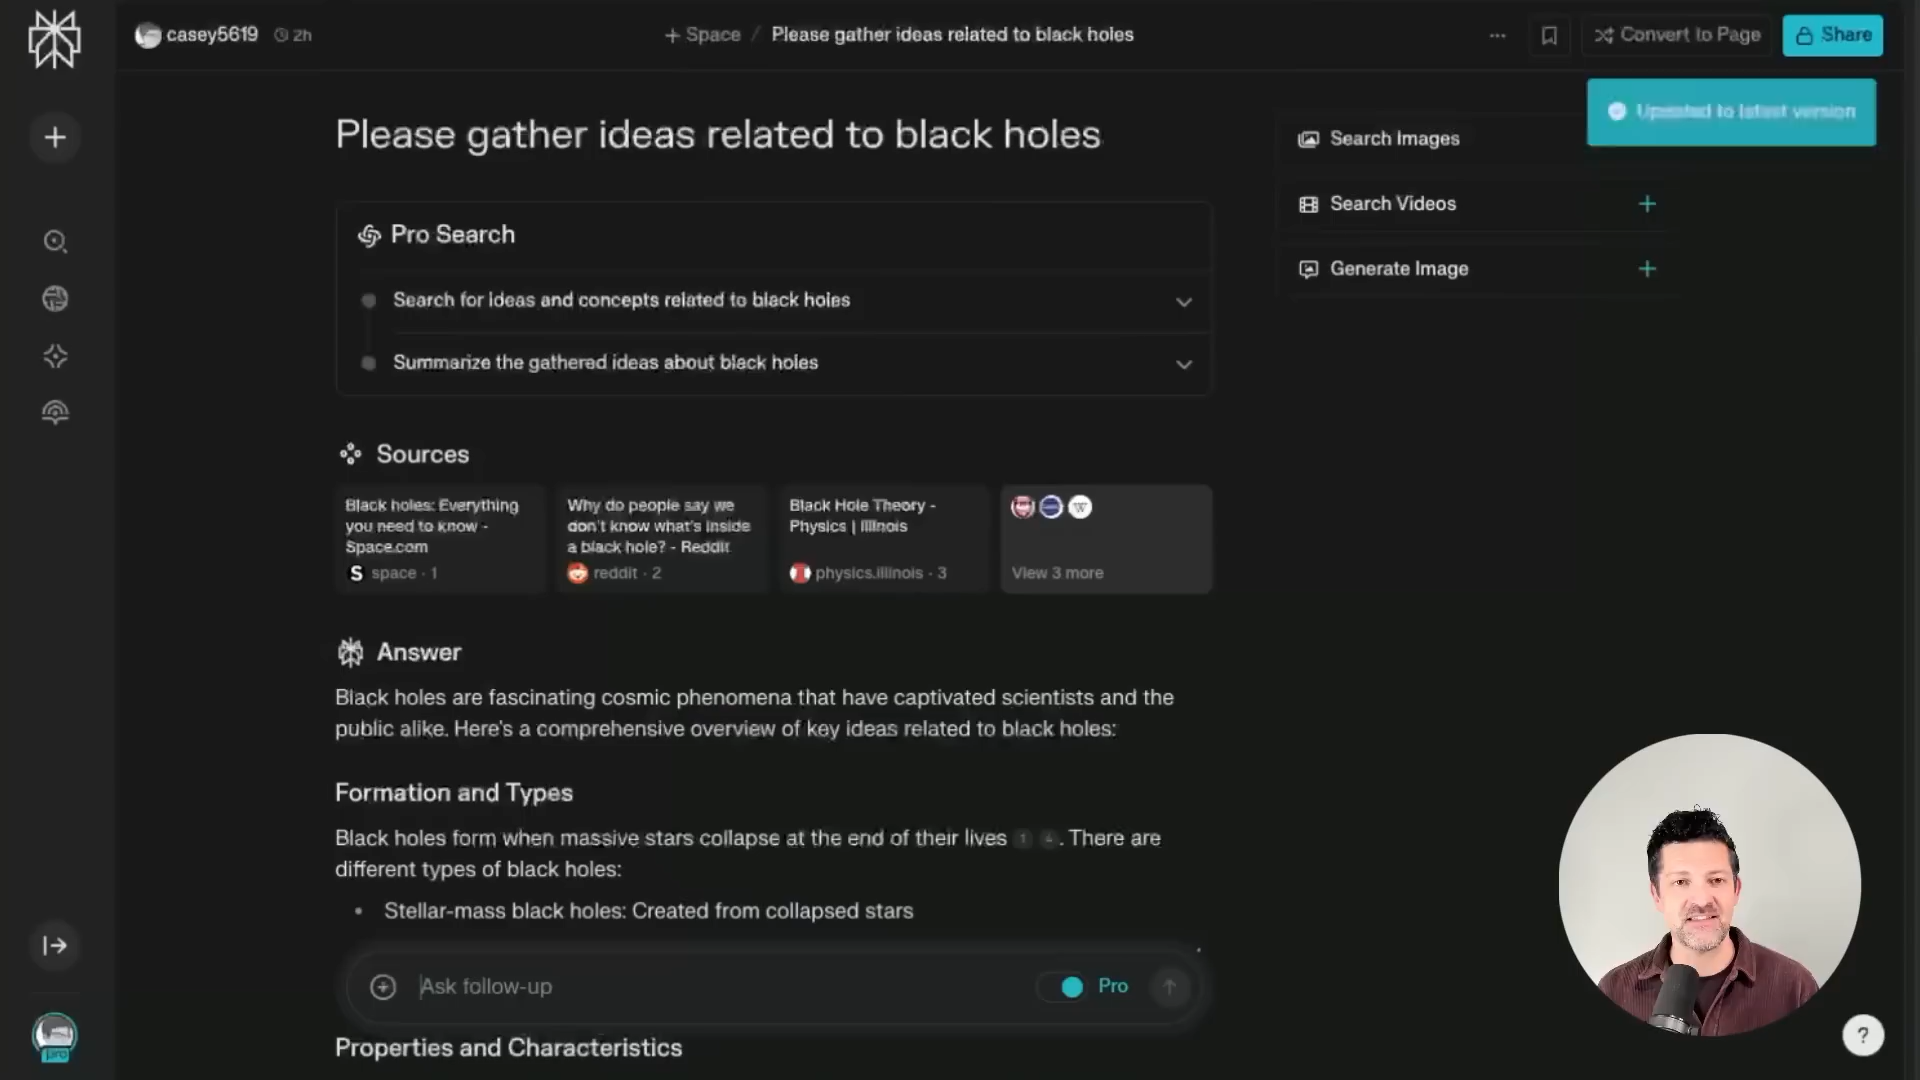 casey5619 2h
+ Space / Please gather ideas related to black holes
Convert to Page
Share
Updated to latest version
Please gather ideas related to black holes
Search Images
Search Videos
Generate Image
Pro Search
Search for ideas and concepts related to black holes
Summarize the gathered ideas about black holes
Sources
Black holes: Everything
you need to know -
Space.com
space · 1
Why do people say we
don't know what's inside
a black hole? - Reddit
reddit · 2
Black Hole Theory -
Physics | Illinois
physics.illinois · 3
View 3 more
Answer
Black holes are fascinating cosmic phenomena that have captivated scientists and the
public alike. Here's a comprehensive overview of key ideas related to black holes:
Formation and Types
Black holes form when massive stars collapse at the end of their lives 1 4. There are
different types of black holes:
• Stellar-mass black holes: Created from collapsed stars
Ask follow-up
Pro
Properties and Characteristics
pro
?